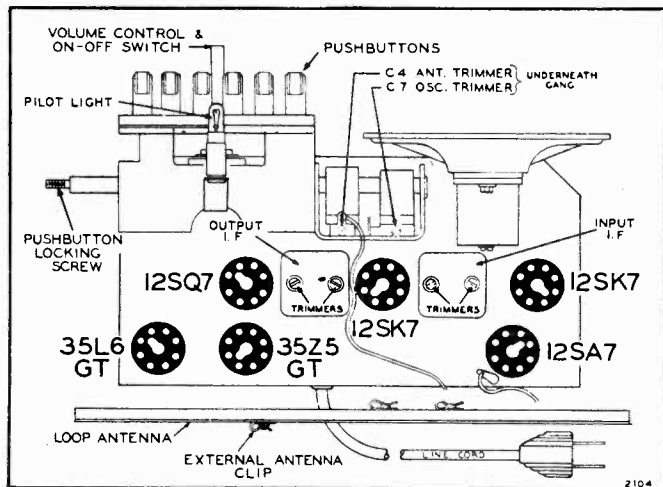 VOLUME CONTROL &
ON-OFF SWITCH
PUSHBUTTONS
C4 ANT. TRIMMER
C7 OSC. TRIMMER
UNDERNEATH
GANG
PILOT LIGHT
PUSHBUTTON
LOCKING
SCREW
OUTPUT
I.F
INPUT
I.F.
12SQ7
TRIMMERS
12SK7
TRIMMERS
12SK7
35L6
GT
35Z5
GT
12SA7
LOOP ANTENNA
EXTERNAL ANTENNA
CLIP
LINE CORD
2104